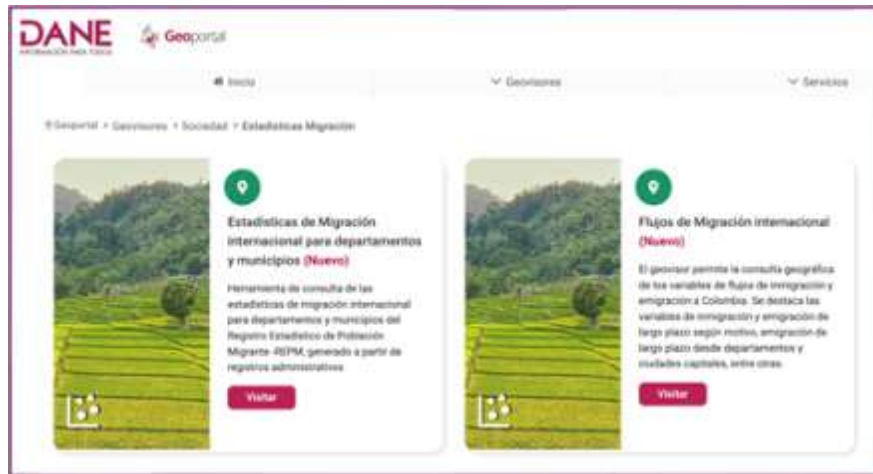 DANE
INFORMACIÓN PARA TODOS
Geoportal
Inicio
Geovisores
Servicios
Geoportal > Geovisores > Sociedad > Estadísticas Migración
Estadísticas de Migración
internacional para departamentos
y municipios (Nuevo)
Herramienta de consulta de las
estadísticas de migración internacional
para departamentos y municipios del
Registro Estadístico de Población
Migrante -REPM, generado a partir de
registros administrativos
Visitar
Flujos de Migración internacional
(Nuevo)
El geovisor permite la consulta geográfica
de las variables de flujos de inmigración y
emigración a Colombia. Se destaca las
variables de inmigración y emigración de
largo plazo según motivo, emigración de
largo plazo desde departamentos y
ciudades capitales, entre otras.
Visitar